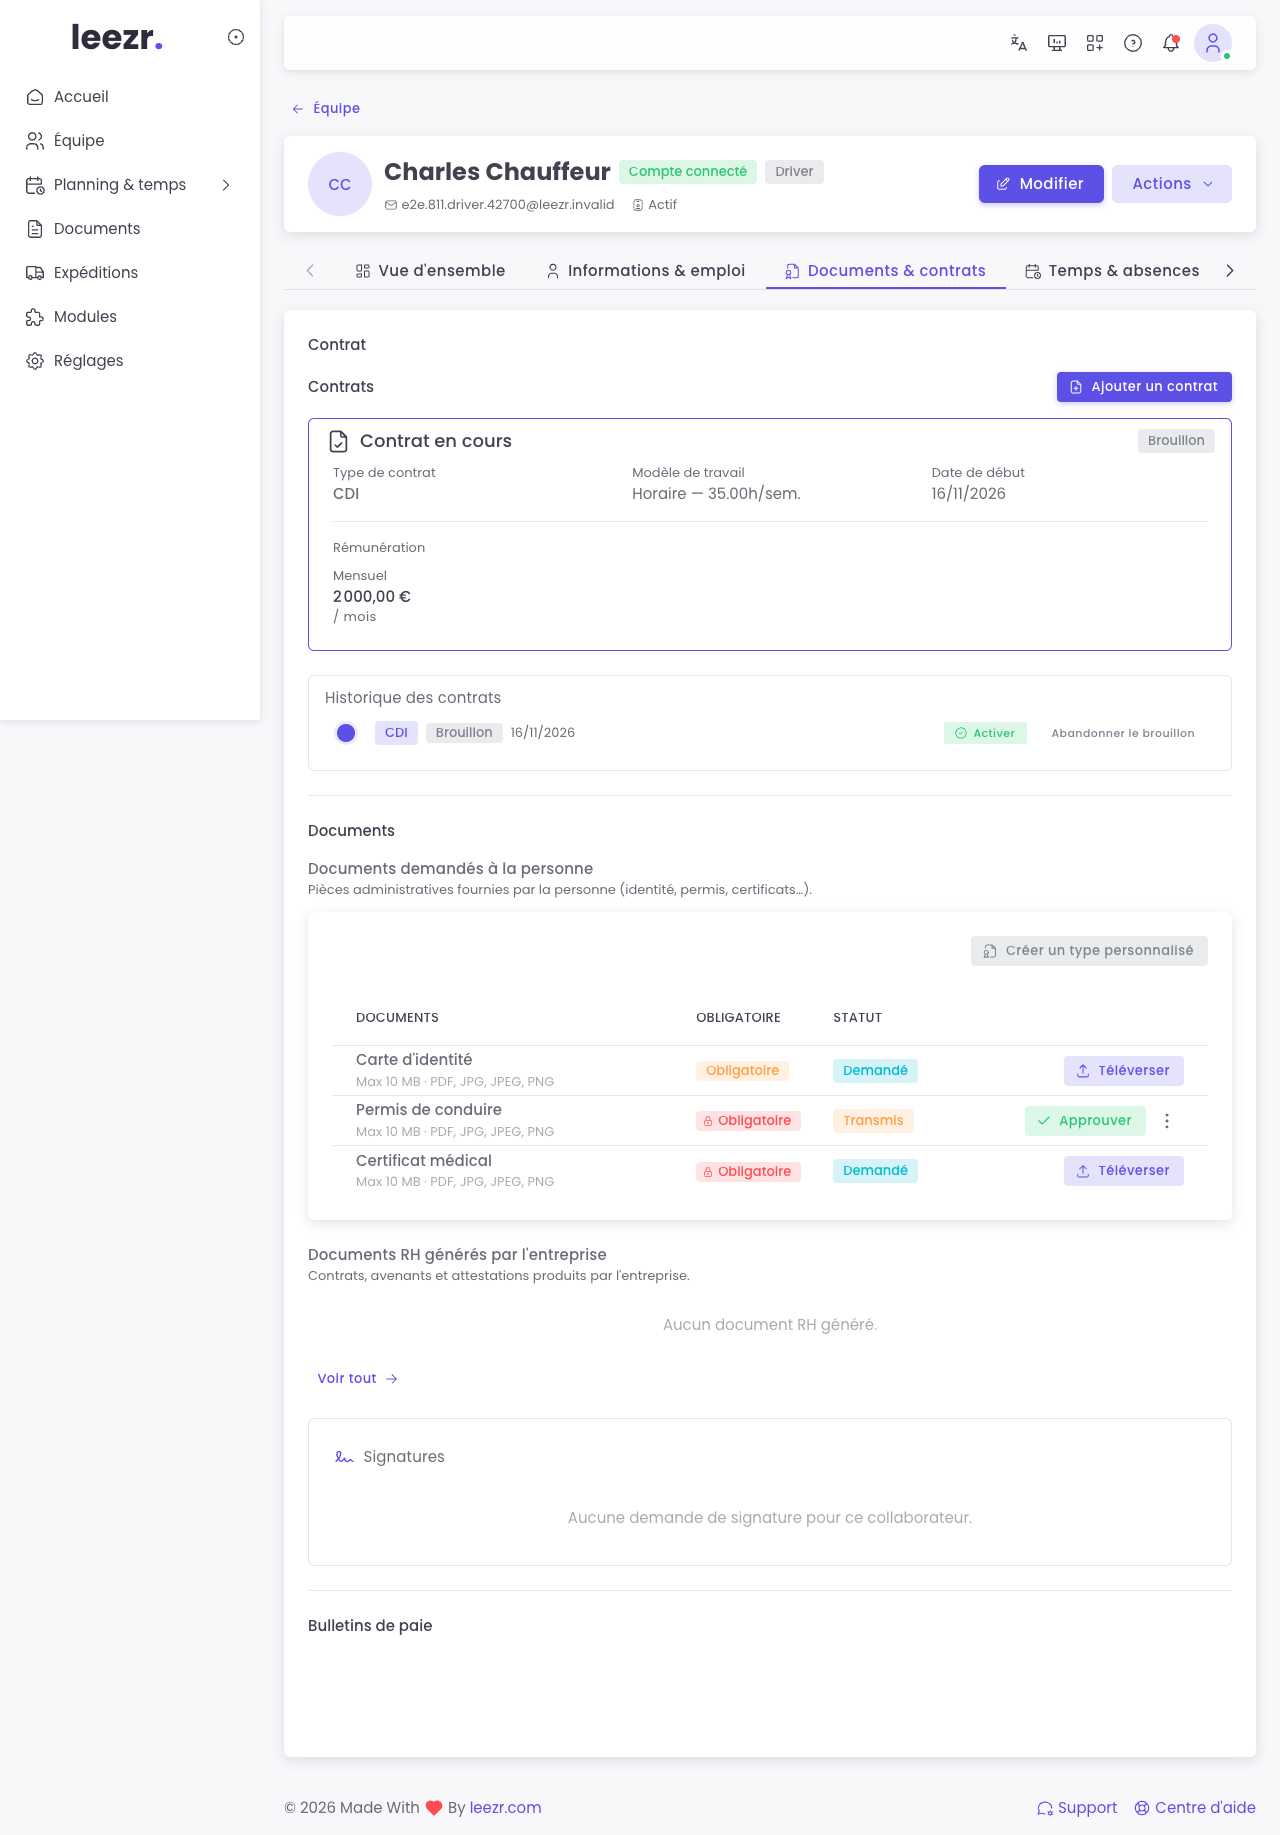 leezr.
Accueil
Équipe
Planning & temps
Documents
Expéditions
Modules
Réglages
Équipe
CC
Charles Chauffeur
Compte connecté
Driver
e2e.811.driver.42700@leezr.invalid
Actif
Modifier
Actions
Vue d'ensemble
Informations & emploi
Documents & contrats
Temps & absences
Contrat
Contrats
Ajouter un contrat
Contrat en cours
Brouillon
Type de contrat
Modèle de travail
Date de début
CDI
Horaire — 35.00h/sem.
16/11/2026
Rémunération
Mensuel
2 000,00 €
/ mois
Historique des contrats
CDI
Brouillon
16/11/2026
Activer
Abandonner le brouillon
Documents
Documents demandés à la personne
Pièces administratives fournies par la personne (identité, permis, certificats…).
Créer un type personnalisé
DOCUMENTS
OBLIGATOIRE
STATUT
Carte d'identité
Max 10 MB · PDF, JPG, JPEG, PNG
Obligatoire
Demandé
Téléverser
Permis de conduire
Max 10 MB · PDF, JPG, JPEG, PNG
Obligatoire
Transmis
Approuver
Certificat médical
Max 10 MB · PDF, JPG, JPEG, PNG
Obligatoire
Demandé
Téléverser
Documents RH générés par l'entreprise
Contrats, avenants et attestations produits par l'entreprise.
Aucun document RH généré.
Voir tout
Signatures
Aucune demande de signature pour ce collaborateur.
Bulletins de paie
© 2026 Made With
By leezr.com
Support
Centre d'aide